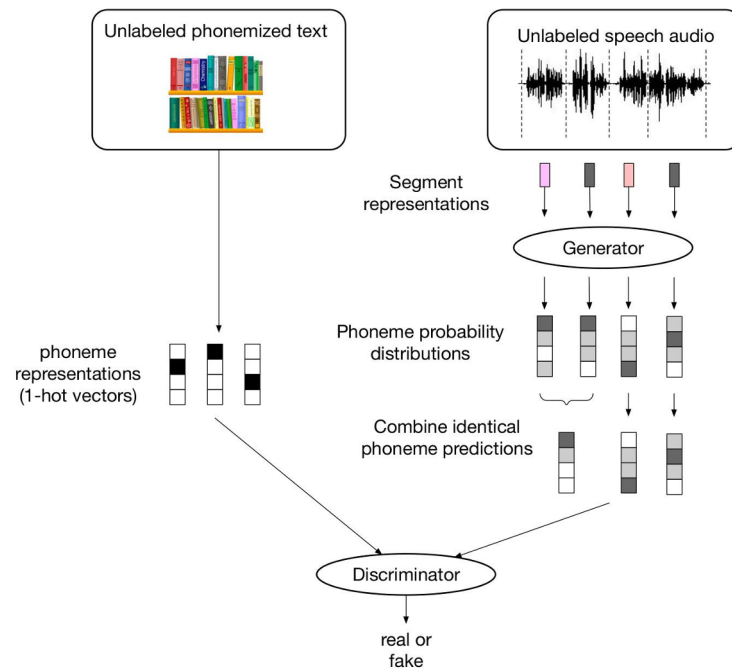 Unlabeled phonemized text
Unlabeled speech audio
Segment
representations
Generator
Phoneme probability
distributions
phoneme
representations
(1-hot vectors)
Combine identical
phoneme predictions
Discriminator
real or
fake